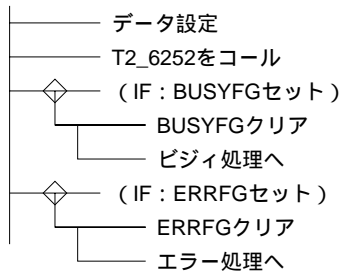 データ設定
T2_6252をコール
（IF：BUSYFGセット）
BUSYFGクリア
ビジィ処理へ
（IF：ERRFGセット）
ERRFGクリア
エラー処理へ